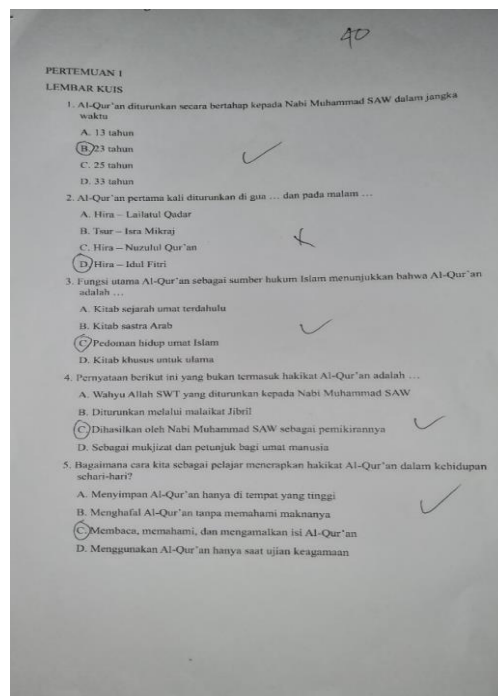 40
PERTEMUAN 1
LEMBAR KUIS
1. Al-Qur'an diturunkan secara bertahap kepada Nabi Muhammad SAW dalam jangka
waktu
A. 13 tahun
B. 23 tahun
C. 25 tahun
D. 33 tahun
2. Al-Qur'an pertama kali diturunkan di gua ... dan pada malam ...
A. Hira – Lailatul Qadar
B. Tsur – Isra Mikraj
C. Hira – Nuzulul Qur'an
D. Hira – Idul Fitri
3. Fungsi utama Al-Qur'an sebagai sumber hukum Islam menunjukkan bahwa Al-Qur'an
adalah ...
A. Kitab sejarah umat terdahulu
B. Kitab sastra Arab
C. Pedoman hidup umat Islam
D. Kitab khusus untuk ulama
4. Pernyataan berikut ini yang bukan termasuk hakikat Al-Qur'an adalah ...
A. Wahyu Allah SWT yang diturunkan kepada Nabi Muhammad SAW
B. Diturunkan melalui malaikat Jibril
C. Dihasilkan oleh Nabi Muhammad SAW sebagai pemikirannya
D. Sebagai mukjizat dan petunjuk bagi umat manusia
5. Bagaimana cara kita sebagai pelajar menerapkan hakikat Al-Qur'an dalam kehidupan
sehari-hari?
A. Menyimpan Al-Qur'an hanya di tempat yang tinggi
B. Menghafal Al-Qur'an tanpa memahami maknanya
C. Membaca, memahami, dan mengamalkan isi Al-Qur'an
D. Menggunakan Al-Qur'an hanya saat ujian keagamaan